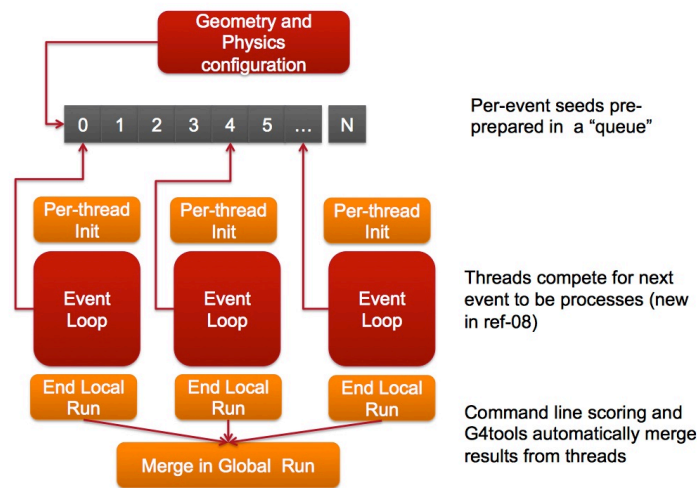 Geometry and
Physics
configuration
0 1 2 3 4 5 ... N
Per-event seeds pre-
prepared in a “queue”
Per-thread
Init
Per-thread
Init
Per-thread
Init
Event
Loop
Event
Loop
Event
Loop
Threads compete for next
event to be processes (new
in ref-08)
End Local
Run
End Local
Run
End Local
Run
Command line scoring and
G4tools automatically merge
results from threads
Merge in Global Run